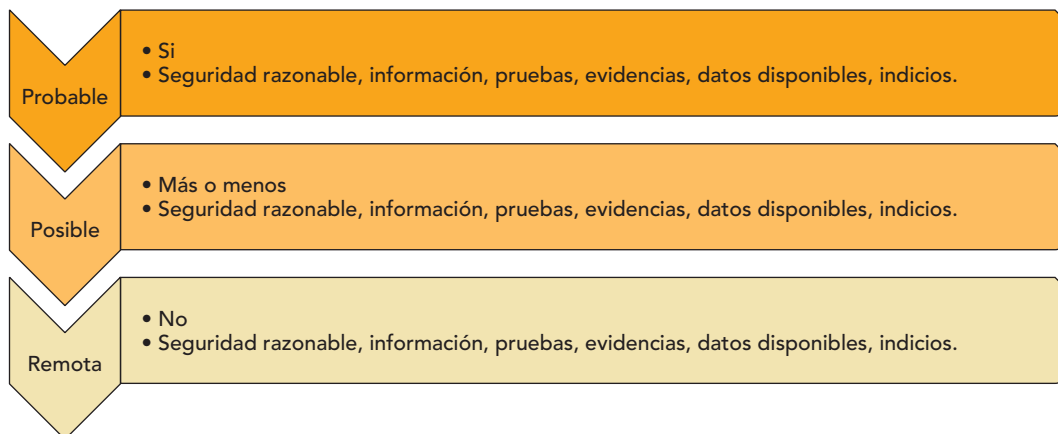 Probable
• Si
• Seguridad razonable, información, pruebas, evidencias, datos disponibles, indicios.
Posible
• Más o menos
• Seguridad razonable, información, pruebas, evidencias, datos disponibles, indicios.
Remota
• No
• Seguridad razonable, información, pruebas, evidencias, datos disponibles, indicios.